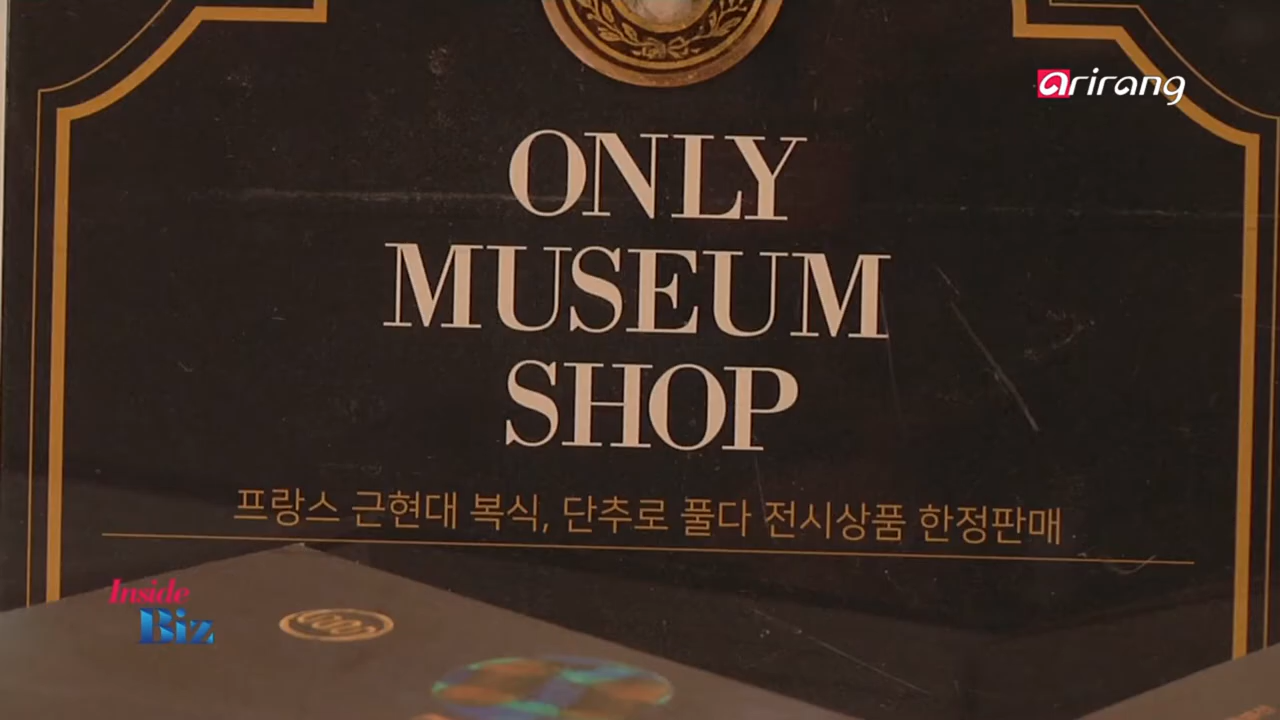 arirang
ONLY
MUSEUM
SHOP
프랑스 근현대 복식, 단추로 풀다 전시상품 한정판매
Inside
Biz